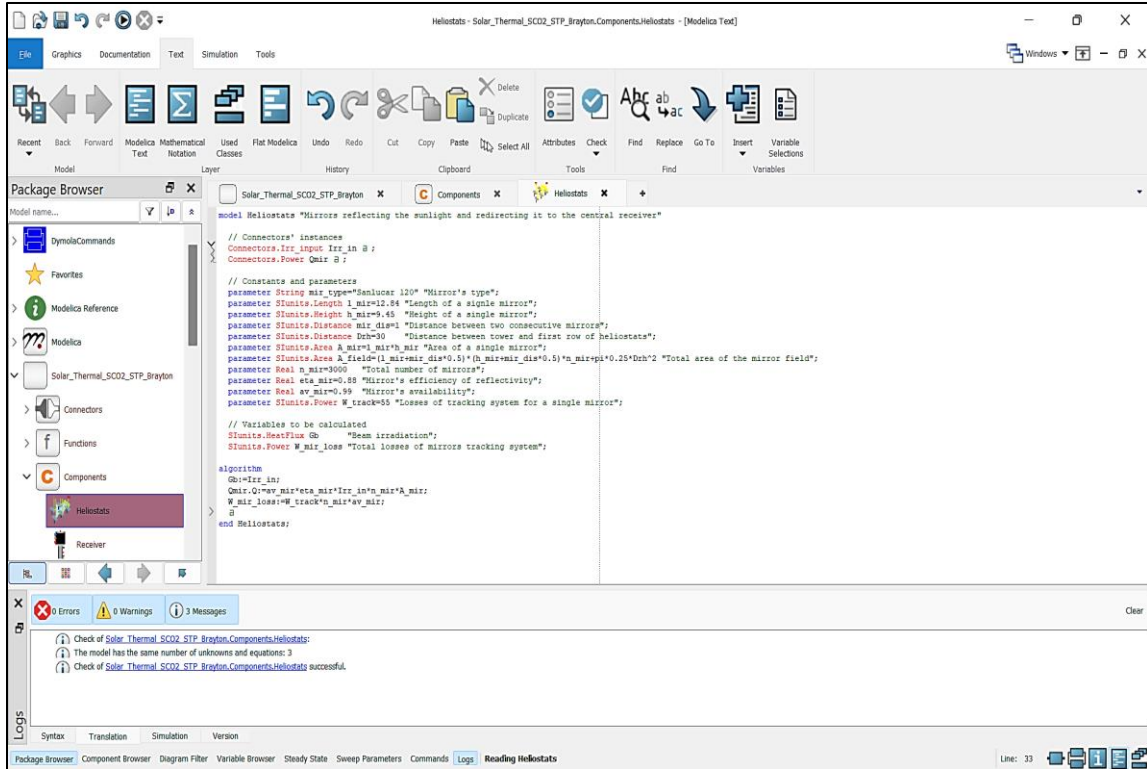 Heliostats - Solar_Thermal_SCO2_STP_Brayton.Components.Heliostats - [Modelica Text]
File Graphics Documentation Text Simulation Tools Windows
Recent Back Forward Modelica Text Mathematical Notation Used Classes Flat Modelica Undo Redo Cut Copy Paste Delete Duplicate Select All Attributes Check Find Replace Go To Insert Variable Selections
Model Layer History Clipboard Tools Find Variables
Package Browser
Model name...
DymolaCommands
Favorites
Modelica Reference
Modelica
Solar_Thermal_SCO2_STP_Brayton
Connectors
Functions
Components
Heliostats
Receiver
Solar_Thermal_SCO2_STP_Brayton Components Heliostats
model Heliostats "Mirrors reflecting the sunlight and redirecting it to the central receiver"
// Connectors' instances
Connectors.Irr_input Irr_in a ;
Connectors.Power Qmir a ;
// Constants and parameters
parameter String mir_type="Sanlucar 120" "Mirror's type";
parameter SIunits.Length l_mir=12.84 "Length of a signle mirror";
parameter SIunits.Height h_mir=9.45 "Height of a single mirror";
parameter SIunits.Distance mir_dis=1 "Distance between two consecutive mirrors";
parameter SIunits.Distance Drh=30 "Distance between tower and first row of heliostats";
parameter SIunits.Area A_mir=l_mir*h_mir "Area of a single mirror";
parameter SIunits.Area A_field=(l_mir+mir_dis*0.5)*(h_mir+mir_dis*0.5)*n_mir+pi*0.25*Drh^2 "Total area of the mirror field";
parameter Real n_mir=3000 "Total number of mirrors";
parameter Real eta_mir=0.88 "Mirror's efficiency of reflectivity";
parameter Real av_mir=0.99 "Mirror's availability";
parameter SIunits.Power W_track=55 "Losses of tracking system for a single mirror";
// Variables to be calculated
SIunits.HeatFlux Gb "Beam irradiation";
SIunits.Power W_mir_loss "Total losses of mirrors tracking system";
algorithm
Gb:=Irr_in;
Qmir.Q:=av_mir*eta_mir*Irr_in*n_mir*A_mir;
W_mir_loss:=W_track*n_mir*av_mir;
a
end Heliostats;
0 Errors 0 Warnings 3 Messages Clear
Check of Solar_Thermal_SCO2_STP_Brayton.Components.Heliostats:
The model has the same number of unknowns and equations: 3
Check of Solar_Thermal_SCO2_STP_Brayton.Components.Heliostats successful.
Logs
Syntax Translation Simulation Version
Package Browser Component Browser Diagram Filter Variable Browser Steady State Sweep Parameters Commands Logs Reading Heliostats Line: 33